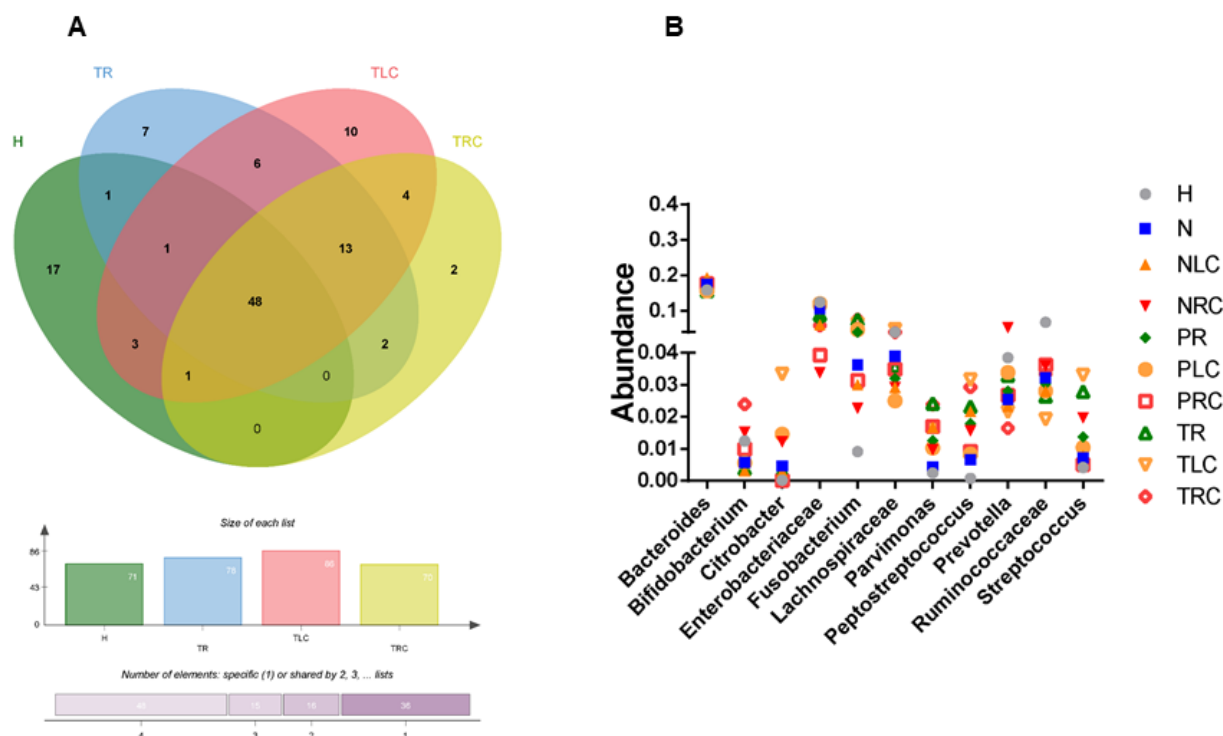 A
TR
TLC
H
TRC
7
10
6
1
4
17
1
13
2
48
3
2
1
0
0
Size of each list
86
43
0
71
78
86
70
H
TR
TLC
TRC
Number of elements: specific (1) or shared by 2, 3, ... lists
48
15
16
36
4
3
2
1
B
Abundance
0.4
0.3
0.2
0.1
0.04
0.03
0.02
0.01
0.00
Bacteroides
Bifidobacterium
Citrobacter
Enterobacteriaceae
Fusobacterium
Lachnospiraceae
Parvimonas
Peptostreptococcus
Prevotella
Ruminococcaceae
Streptococcus
H
N
NLC
NRC
PR
PLC
PRC
TR
TLC
TRC